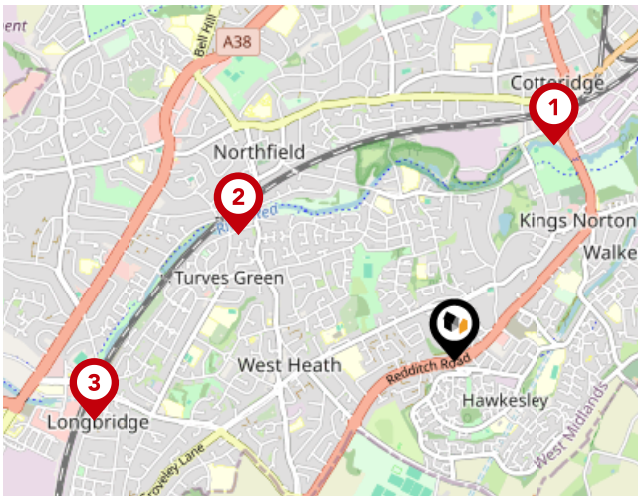 ment
Bell Hill
A38
Cotteridge
1
Northfield
2
Kings Norton
Walke
Turves Green
West Heath
Redditch Road
3
Hawkesley
Longbridge
West Midlands
Groveley Lane